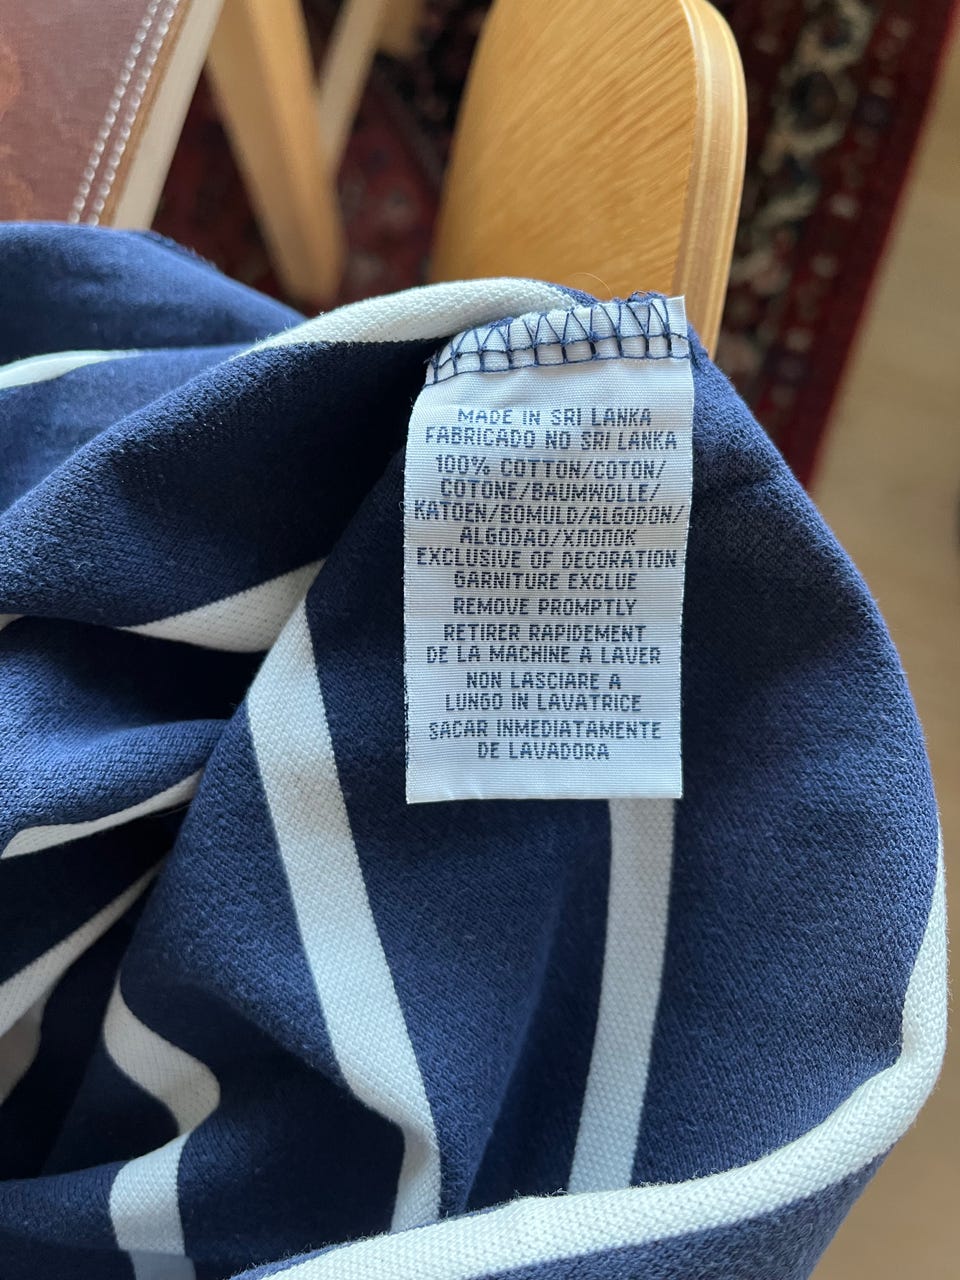 MADE IN SRI LANKA
FABRICADO NO SRI LANKA
100% COTTON/COTON/
COTONE/BAUMWOLLE/
KATOEN/BOMULD/ALGODON/
ALGODAO/ХЛОПОК
EXCLUSIVE OF DECORATION
GARNITURE EXCLUE
REMOVE PROMPTLY
RETIRER RAPIDEMENT
DE LA MACHINE A LAVER
NON LASCIARE A
LUNGO IN LAVATRICE
SACAR INMEDIATAMENTE
DE LAVADORA